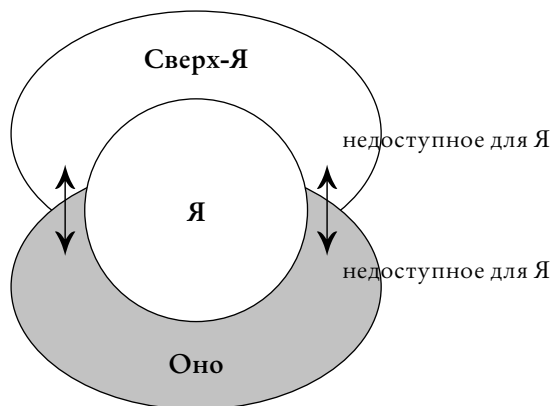 Сверх-Я
недоступное для Я
Я
недоступное для Я
Оно